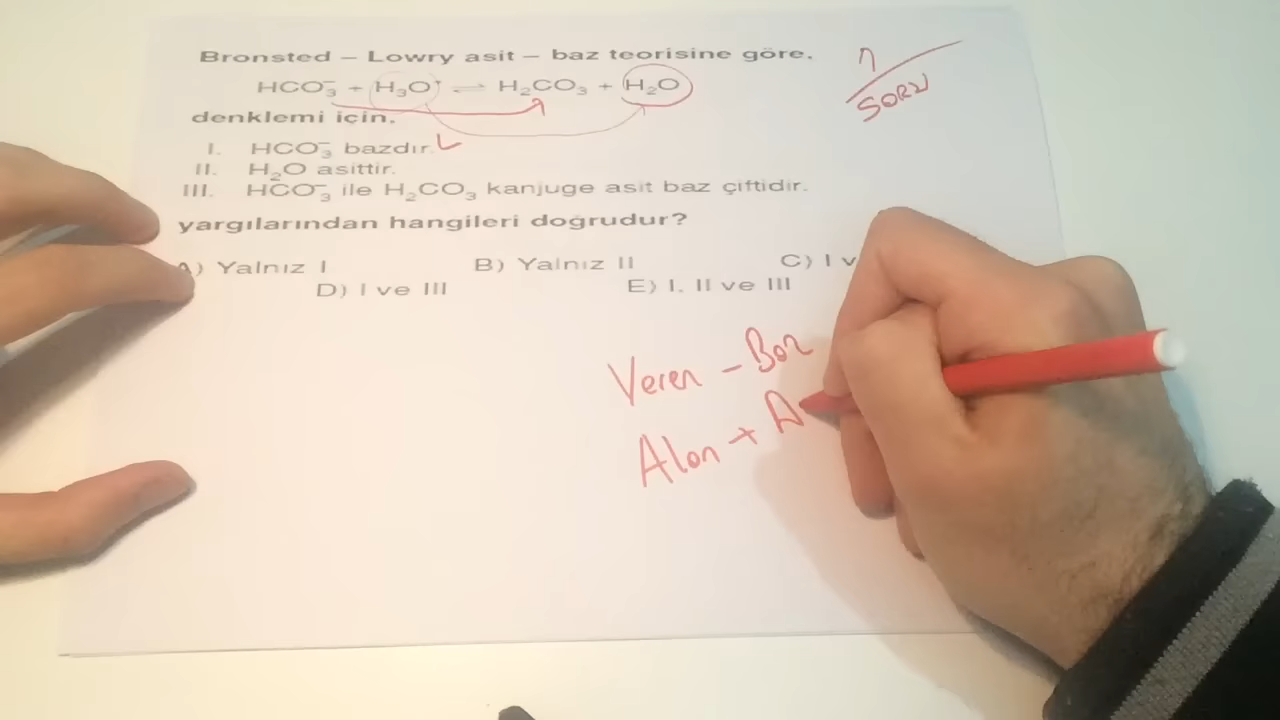 Bronsted – Lowry asit – baz teorisine göre,
HCO₃⁻ + H₃O⁺ ⇌ H₂CO₃ + H₂O
denklemi için,
I. HCO₃⁻ bazdır.
II. H₂O asittir.
III. HCO₃⁻ ile H₂CO₃ kanjuge asit baz çiftidir.
yargılarından hangileri doğrudur?
A) Yalnız I B) Yalnız II C) I v
D) I ve III E) I, II ve III
1
SORU
Veren – Baz
Alan + A